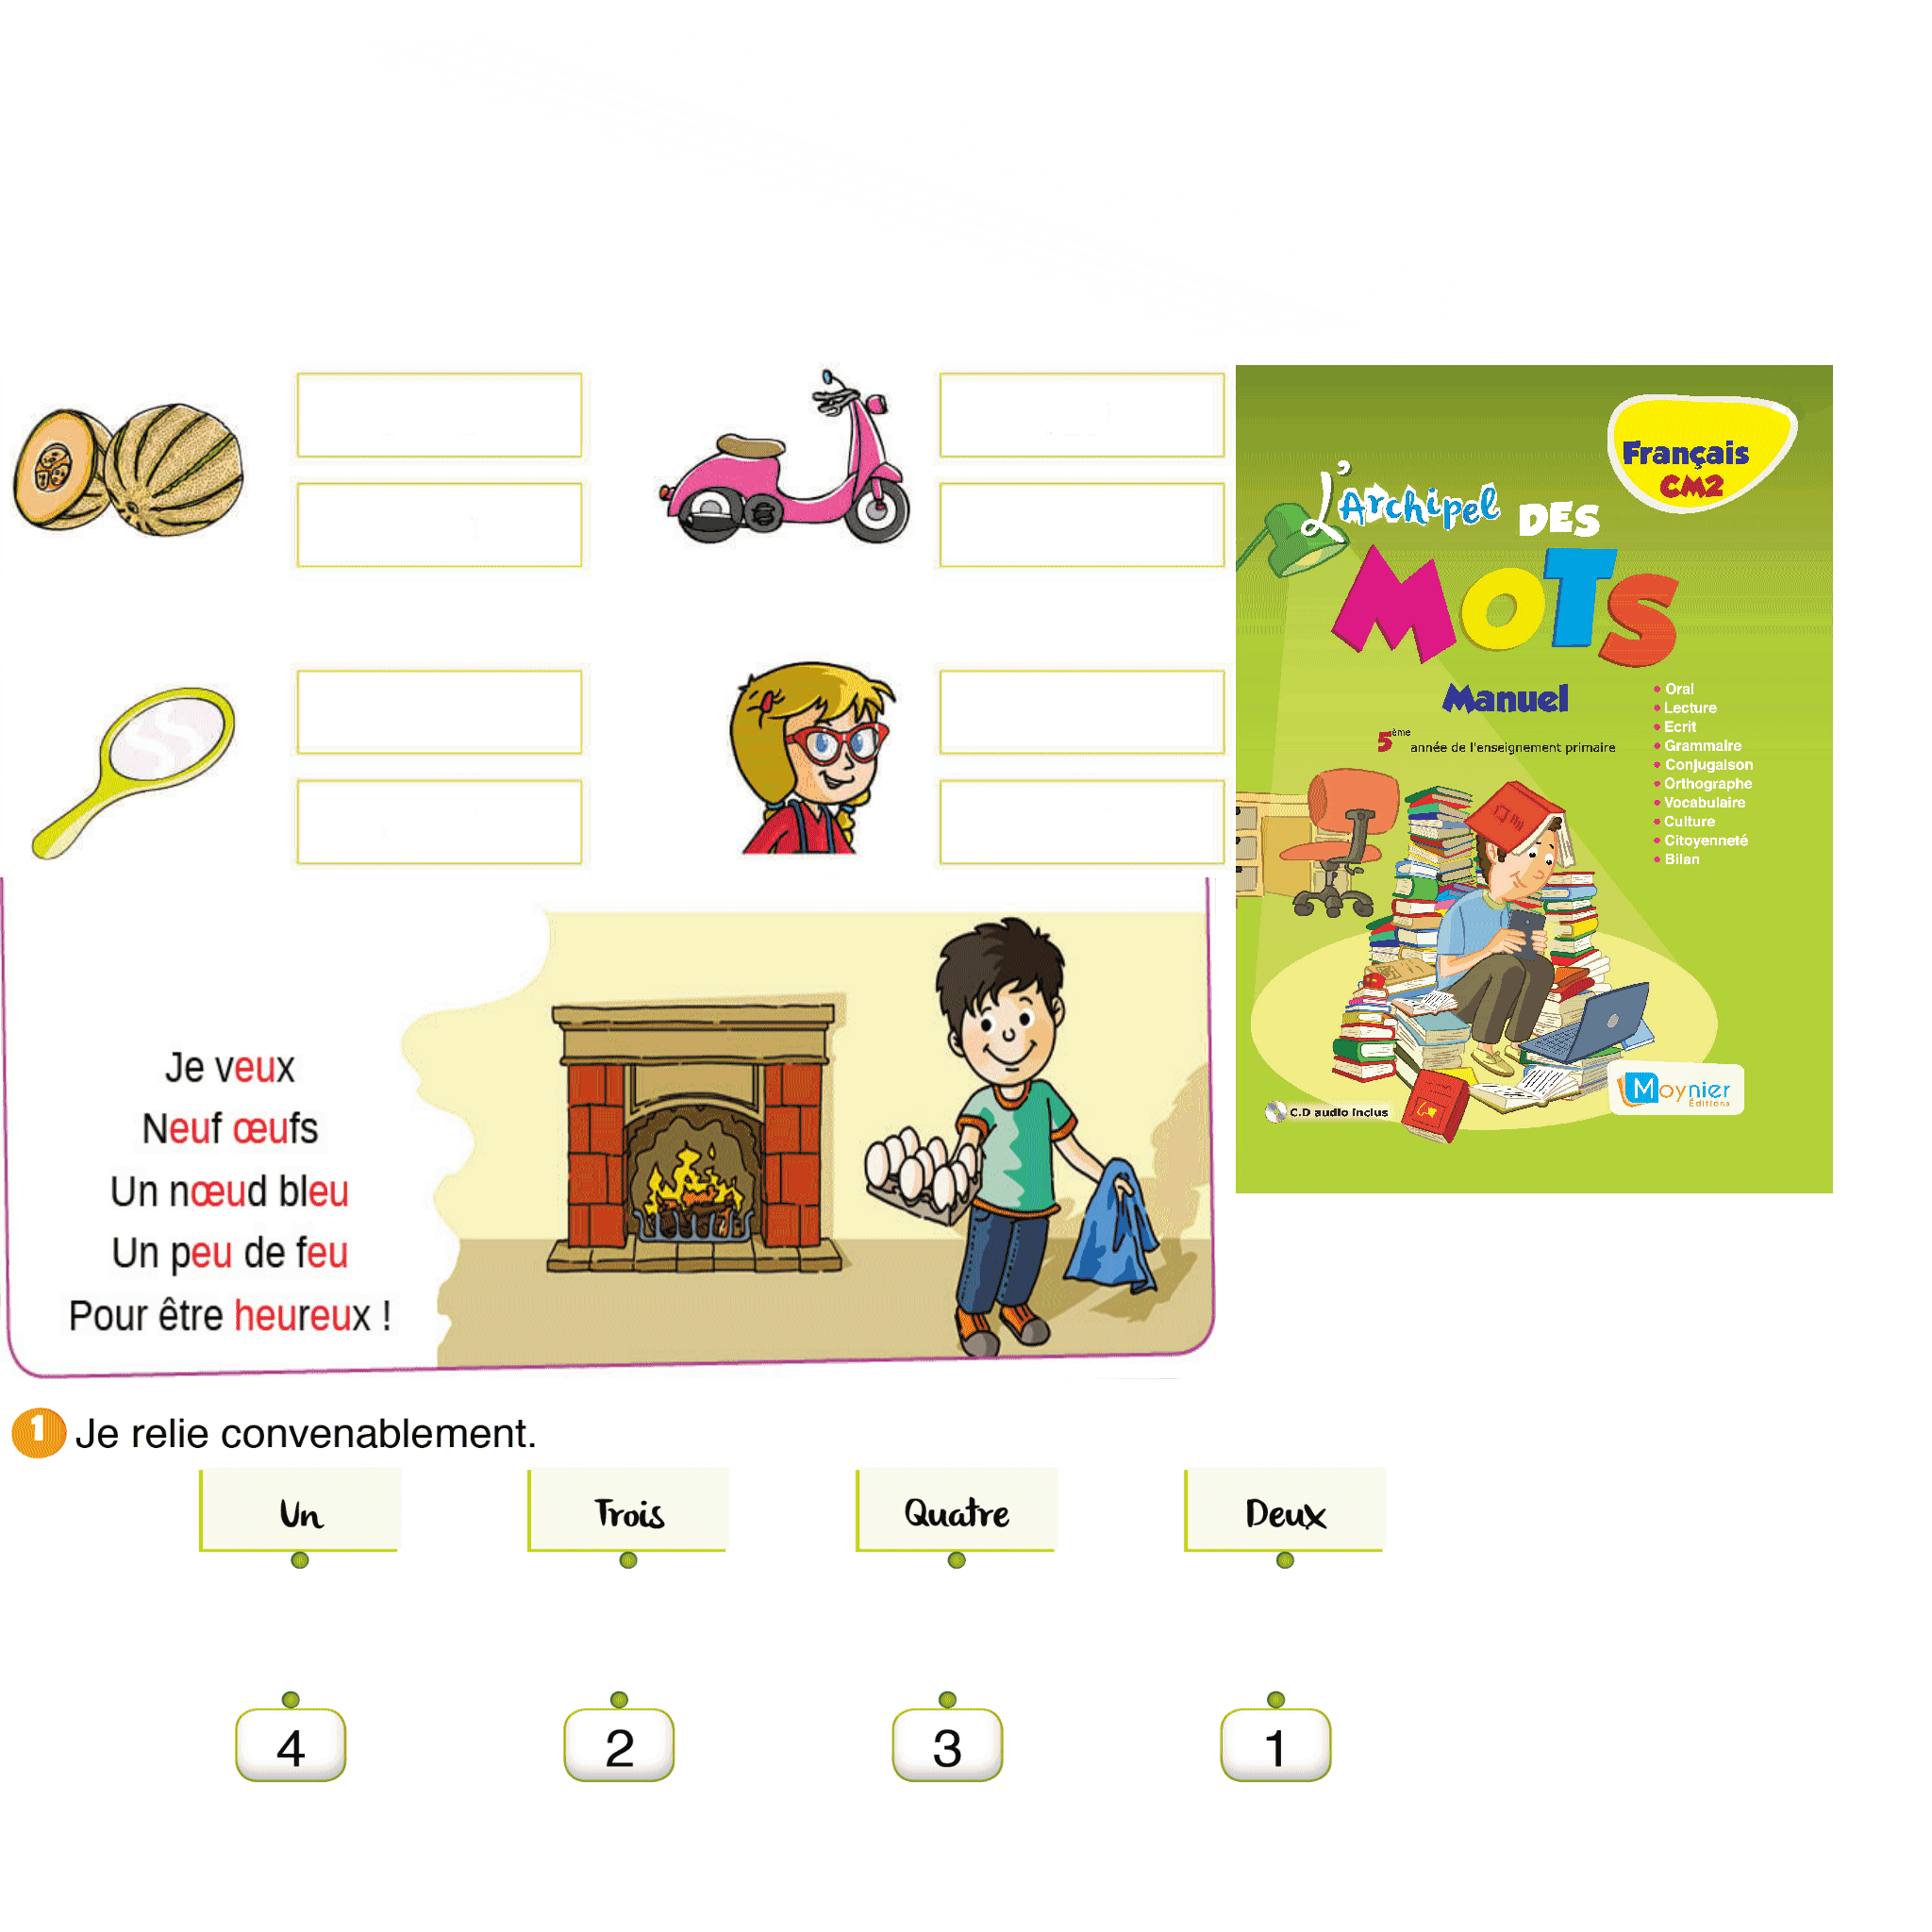 Français
CM2
L'Archipel DES
MOTS
Manuel
5ème année de l'enseignement primaire
• Oral
• Lecture
• Ecrit
• Grammaire
• Conjugaison
• Orthographe
• Vocabulaire
• Culture
• Citoyenneté
• Bilan
C.D audio inclus
Moynier
Éditions
Je veux
Neuf œufs
Un nœud bleu
Un peu de feu
Pour être heureux !
1 Je relie convenablement.
Un Trois Quatre Deux
4 2 3 1